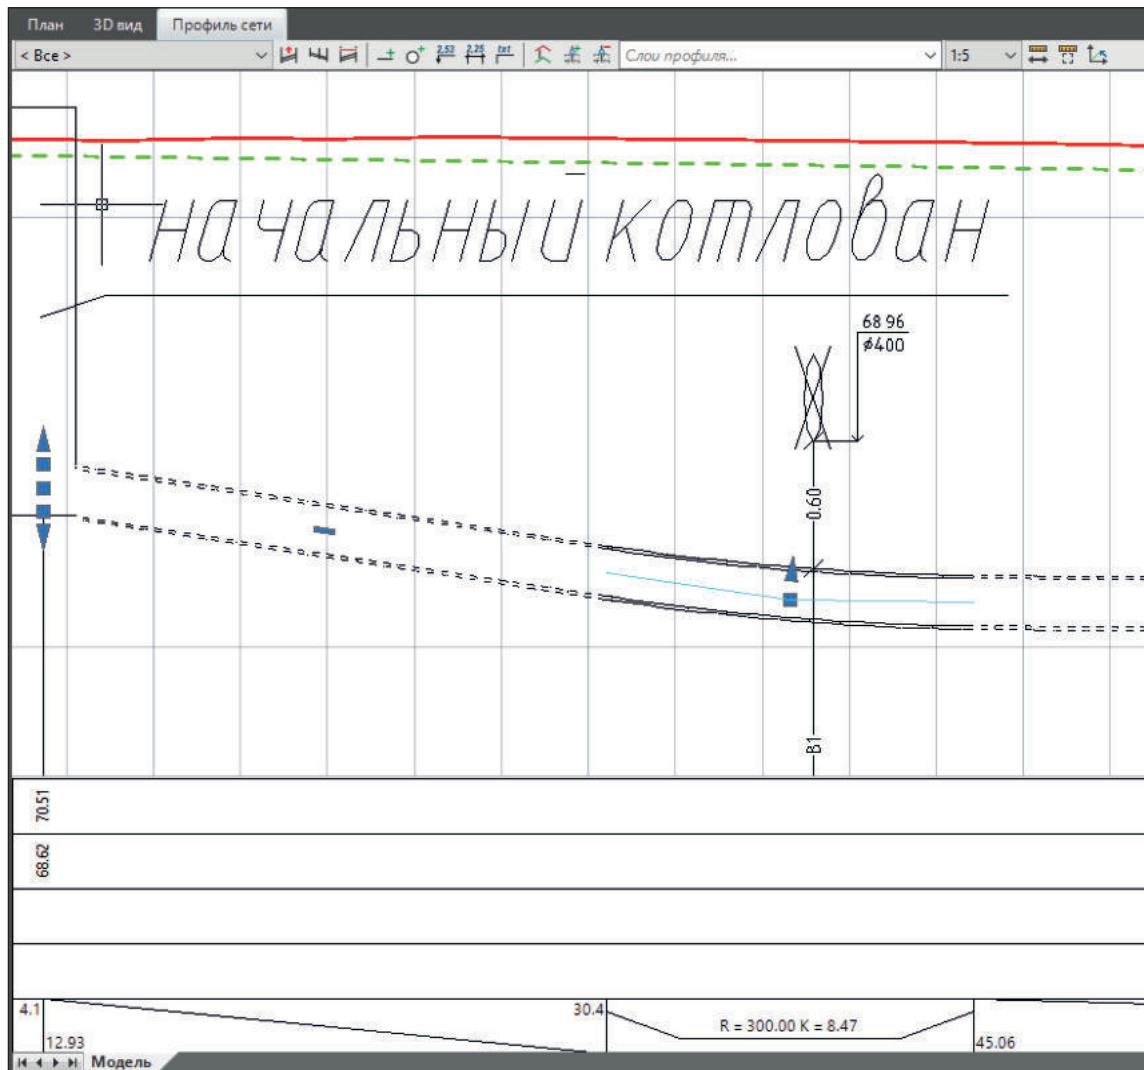 План 3D вид Профиль сети
< Все > 2,53 2,25 txt Слои профиля... 1:5
начальный котлован
68 96
ϕ400
0.60
В1
70.51
68.62
4.1 30.4
R = 300.00 K = 8.47
12.93 45.06
Модель